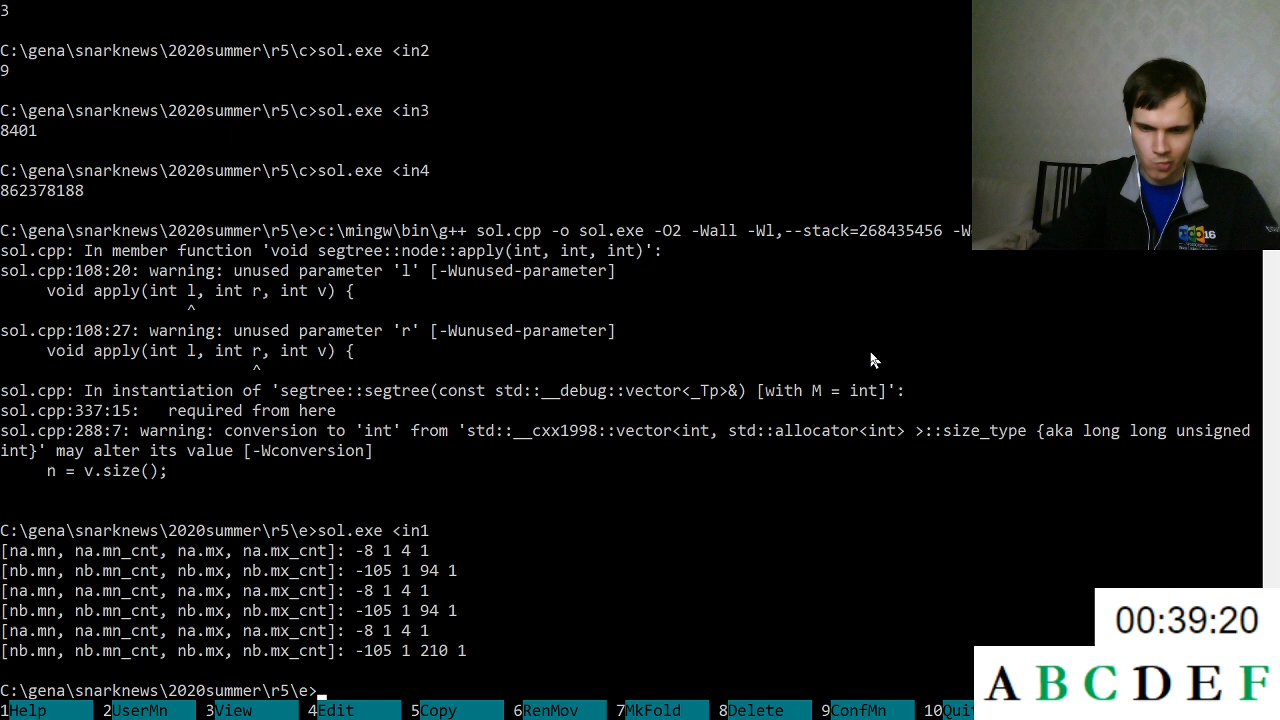 3
C:\gena\snarknews\2020summer\r5\c>sol.exe <in2
9
C:\gena\snarknews\2020summer\r5\c>sol.exe <in3
8401
C:\gena\snarknews\2020summer\r5\c>sol.exe <in4
862378188
C:\gena\snarknews\2020summer\r5\e>c:\mingw\bin\g++ sol.cpp -o sol.exe -O2 -Wall -Wl,--stack=268435456 -W
sol.cpp: In member function 'void segtree::node::apply(int, int, int)':
sol.cpp:108:20: warning: unused parameter 'l' [-Wunused-parameter]
void apply(int l, int r, int v) {
^
sol.cpp:108:27: warning: unused parameter 'r' [-Wunused-parameter]
void apply(int l, int r, int v) {
^
sol.cpp: In instantiation of 'segtree::segtree(const std::__debug::vector<_Tp>&) [with M = int]':
sol.cpp:337:15:   required from here
sol.cpp:288:7: warning: conversion to 'int' from 'std::__cxx1998::vector<int, std::allocator<int> >::size_type {aka long long unsigned
int}' may alter its value [-Wconversion]
n = v.size();
C:\gena\snarknews\2020summer\r5\e>sol.exe <in1
[na.mn, na.mn_cnt, na.mx, na.mx_cnt]: -8 1 4 1
[nb.mn, nb.mn_cnt, nb.mx, nb.mx_cnt]: -105 1 94 1
[na.mn, na.mn_cnt, na.mx, na.mx_cnt]: -8 1 4 1
[nb.mn, nb.mn_cnt, nb.mx, nb.mx_cnt]: -105 1 94 1
[na.mn, na.mn_cnt, na.mx, na.mx_cnt]: -8 1 4 1
[nb.mn, nb.mn_cnt, nb.mx, nb.mx_cnt]: -105 1 210 1
C:\gena\snarknews\2020summer\r5\e>
1Help 2UserMn 3View 4Edit 5Copy 6RenMov 7MkFold 8Delete 9ConfMn 10Quit
00:39:20
A B C D E F